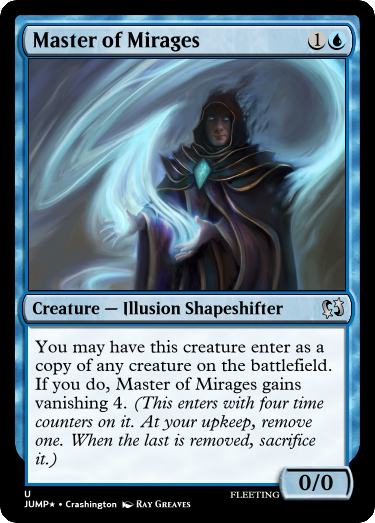 Master of Mirages 1
Creature — Illusion Shapeshifter
You may have this creature enter as a
copy of any creature on the battlefield.
If you do, Master of Mirages gains
vanishing 4. (This enters with four time
counters on it. At your upkeep, remove
one. When the last is removed, sacrifice
it.)
0/0
U FLEETING
JUMP★ • Crashington Ray Greaves